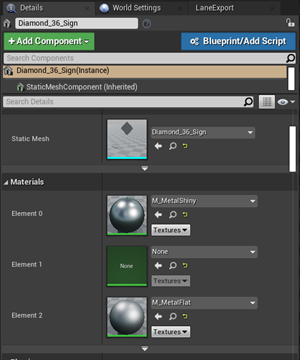 Details
World Settings
LaneExport
Diamond_36_Sign
+ Add Component
Blueprint/Add Script
Search Components
Diamond_36_Sign(Instance)
StaticMeshComponent (Inherited)
Search Details
Static Mesh
Diamond_36_Sign
Materials
Element 0
M_MetalShiny
Textures
Element 1
None
None
Textures
Element 2
M_MetalFlat
Textures